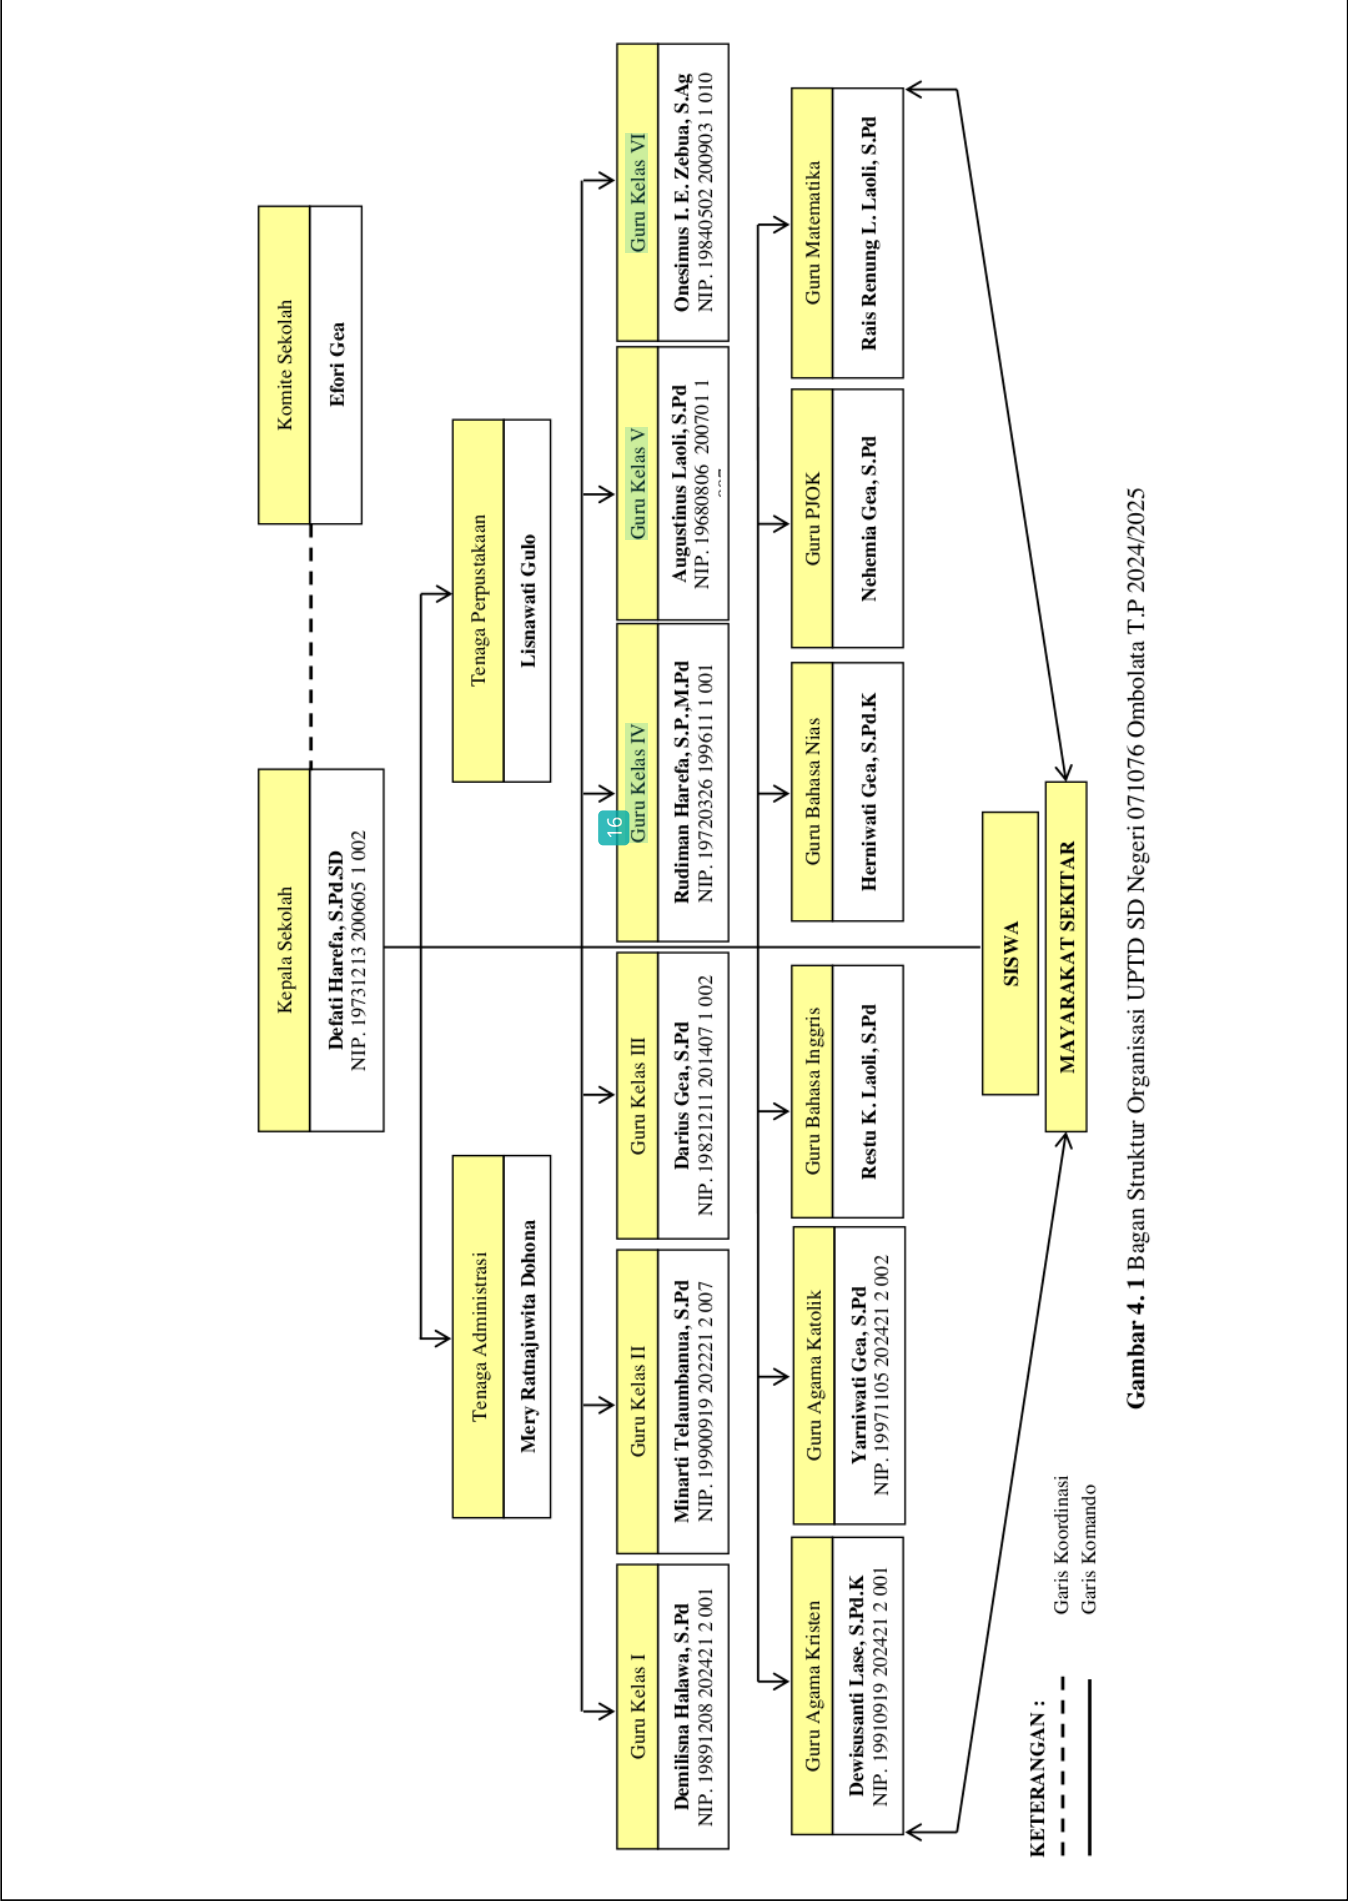 Kepala Sekolah
Defati Harefa, S.Pd.SD
NIP. 19731213 200605 1 002
Komite Sekolah
Efori Gea
Tenaga Administrasi
Mery Ratnajuwita Dohona
Tenaga Perpustakaan
Lisnawati Gulo
Guru Kelas I
Demilisna Halawa, S.Pd
NIP. 19891208 202421 2 001
Guru Kelas II
Minarti Telaumbanua, S.Pd
NIP. 19900919 202221 2 007
Guru Kelas III
Darius Gea, S.Pd
NIP. 19821211 201407 1 002
16
Guru Kelas IV
Rudiman Harefa, S.P.,M.Pd
NIP. 19720326 199611 1 001
Guru Kelas V
Augustinus Laoli, S.Pd
NIP. 19680806 200701 1
Guru Kelas VI
Onesimus I. E. Zebua, S.Ag
NIP. 19840502 200903 1 010
Guru Agama Kristen
Dewisusanti Lase, S.Pd.K
NIP. 19910919 202421 2 001
Guru Agama Katolik
Yarniwati Gea, S.Pd
NIP. 19971105 202421 2 002
Guru Bahasa Inggris
Restu K. Laoli, S.Pd
Guru Bahasa Nias
Herniwati Gea, S.Pd.K
Guru PJOK
Nehemia Gea, S.Pd
Guru Matematika
Rais Renung L. Laoli, S.Pd
SISWA
MAYARAKAT SEKITAR
KETERANGAN :
Garis Koordinasi
Garis Komando
Gambar 4. 1 Bagan Struktur Organisasi UPTD SD Negeri 071076 Ombolata T.P 2024/2025